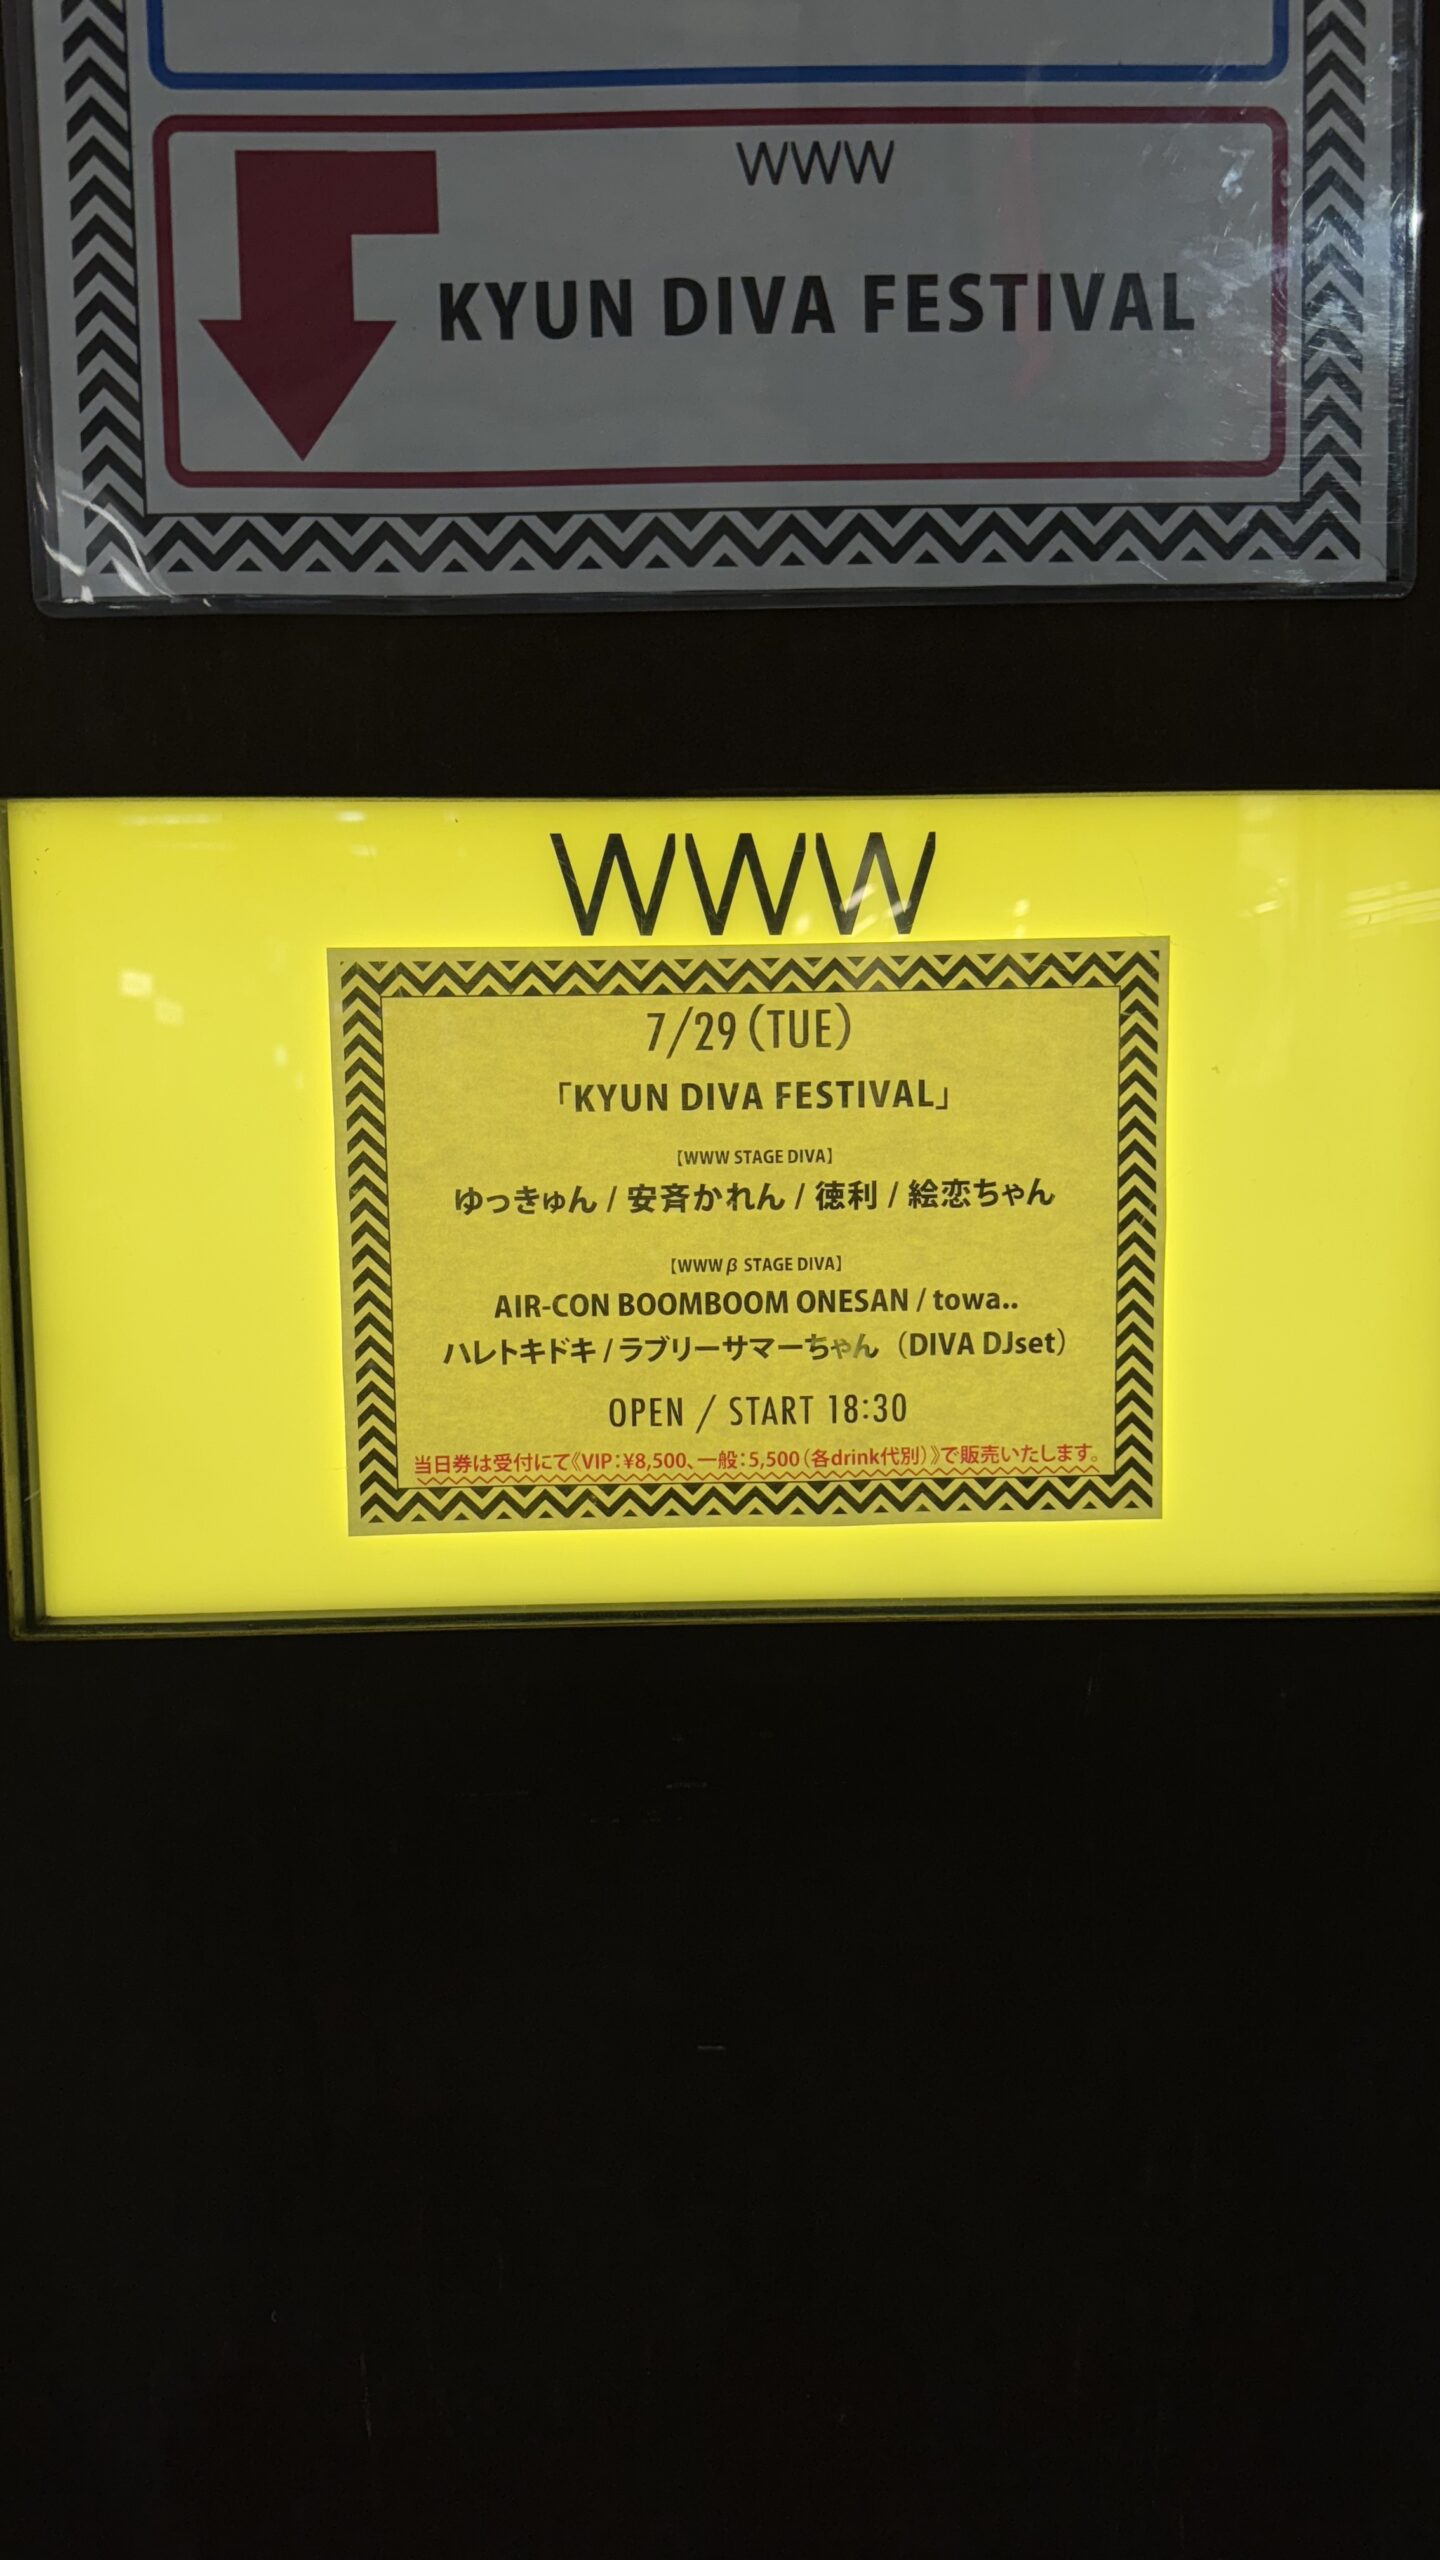 WWW
KYUN DIVA FESTIVAL
WWW
7/29(TUE)
「KYUN DIVA FESTIVAL」
【WWW STAGE DIVA】
ゆっきゅん / 安斉かれん / 徳利 / 絵恋ちゃん
【WWWβ STAGE DIVA】
AIR-CON BOOMBOOM ONESAN / towa..
ハレトキドキ / ラブリーサマーちゃん（DIVA DJset）
OPEN / START 18:30
当日券は受付にて《VIP：¥8,500、一般：5,500（各drink代別）》で販売いたします。